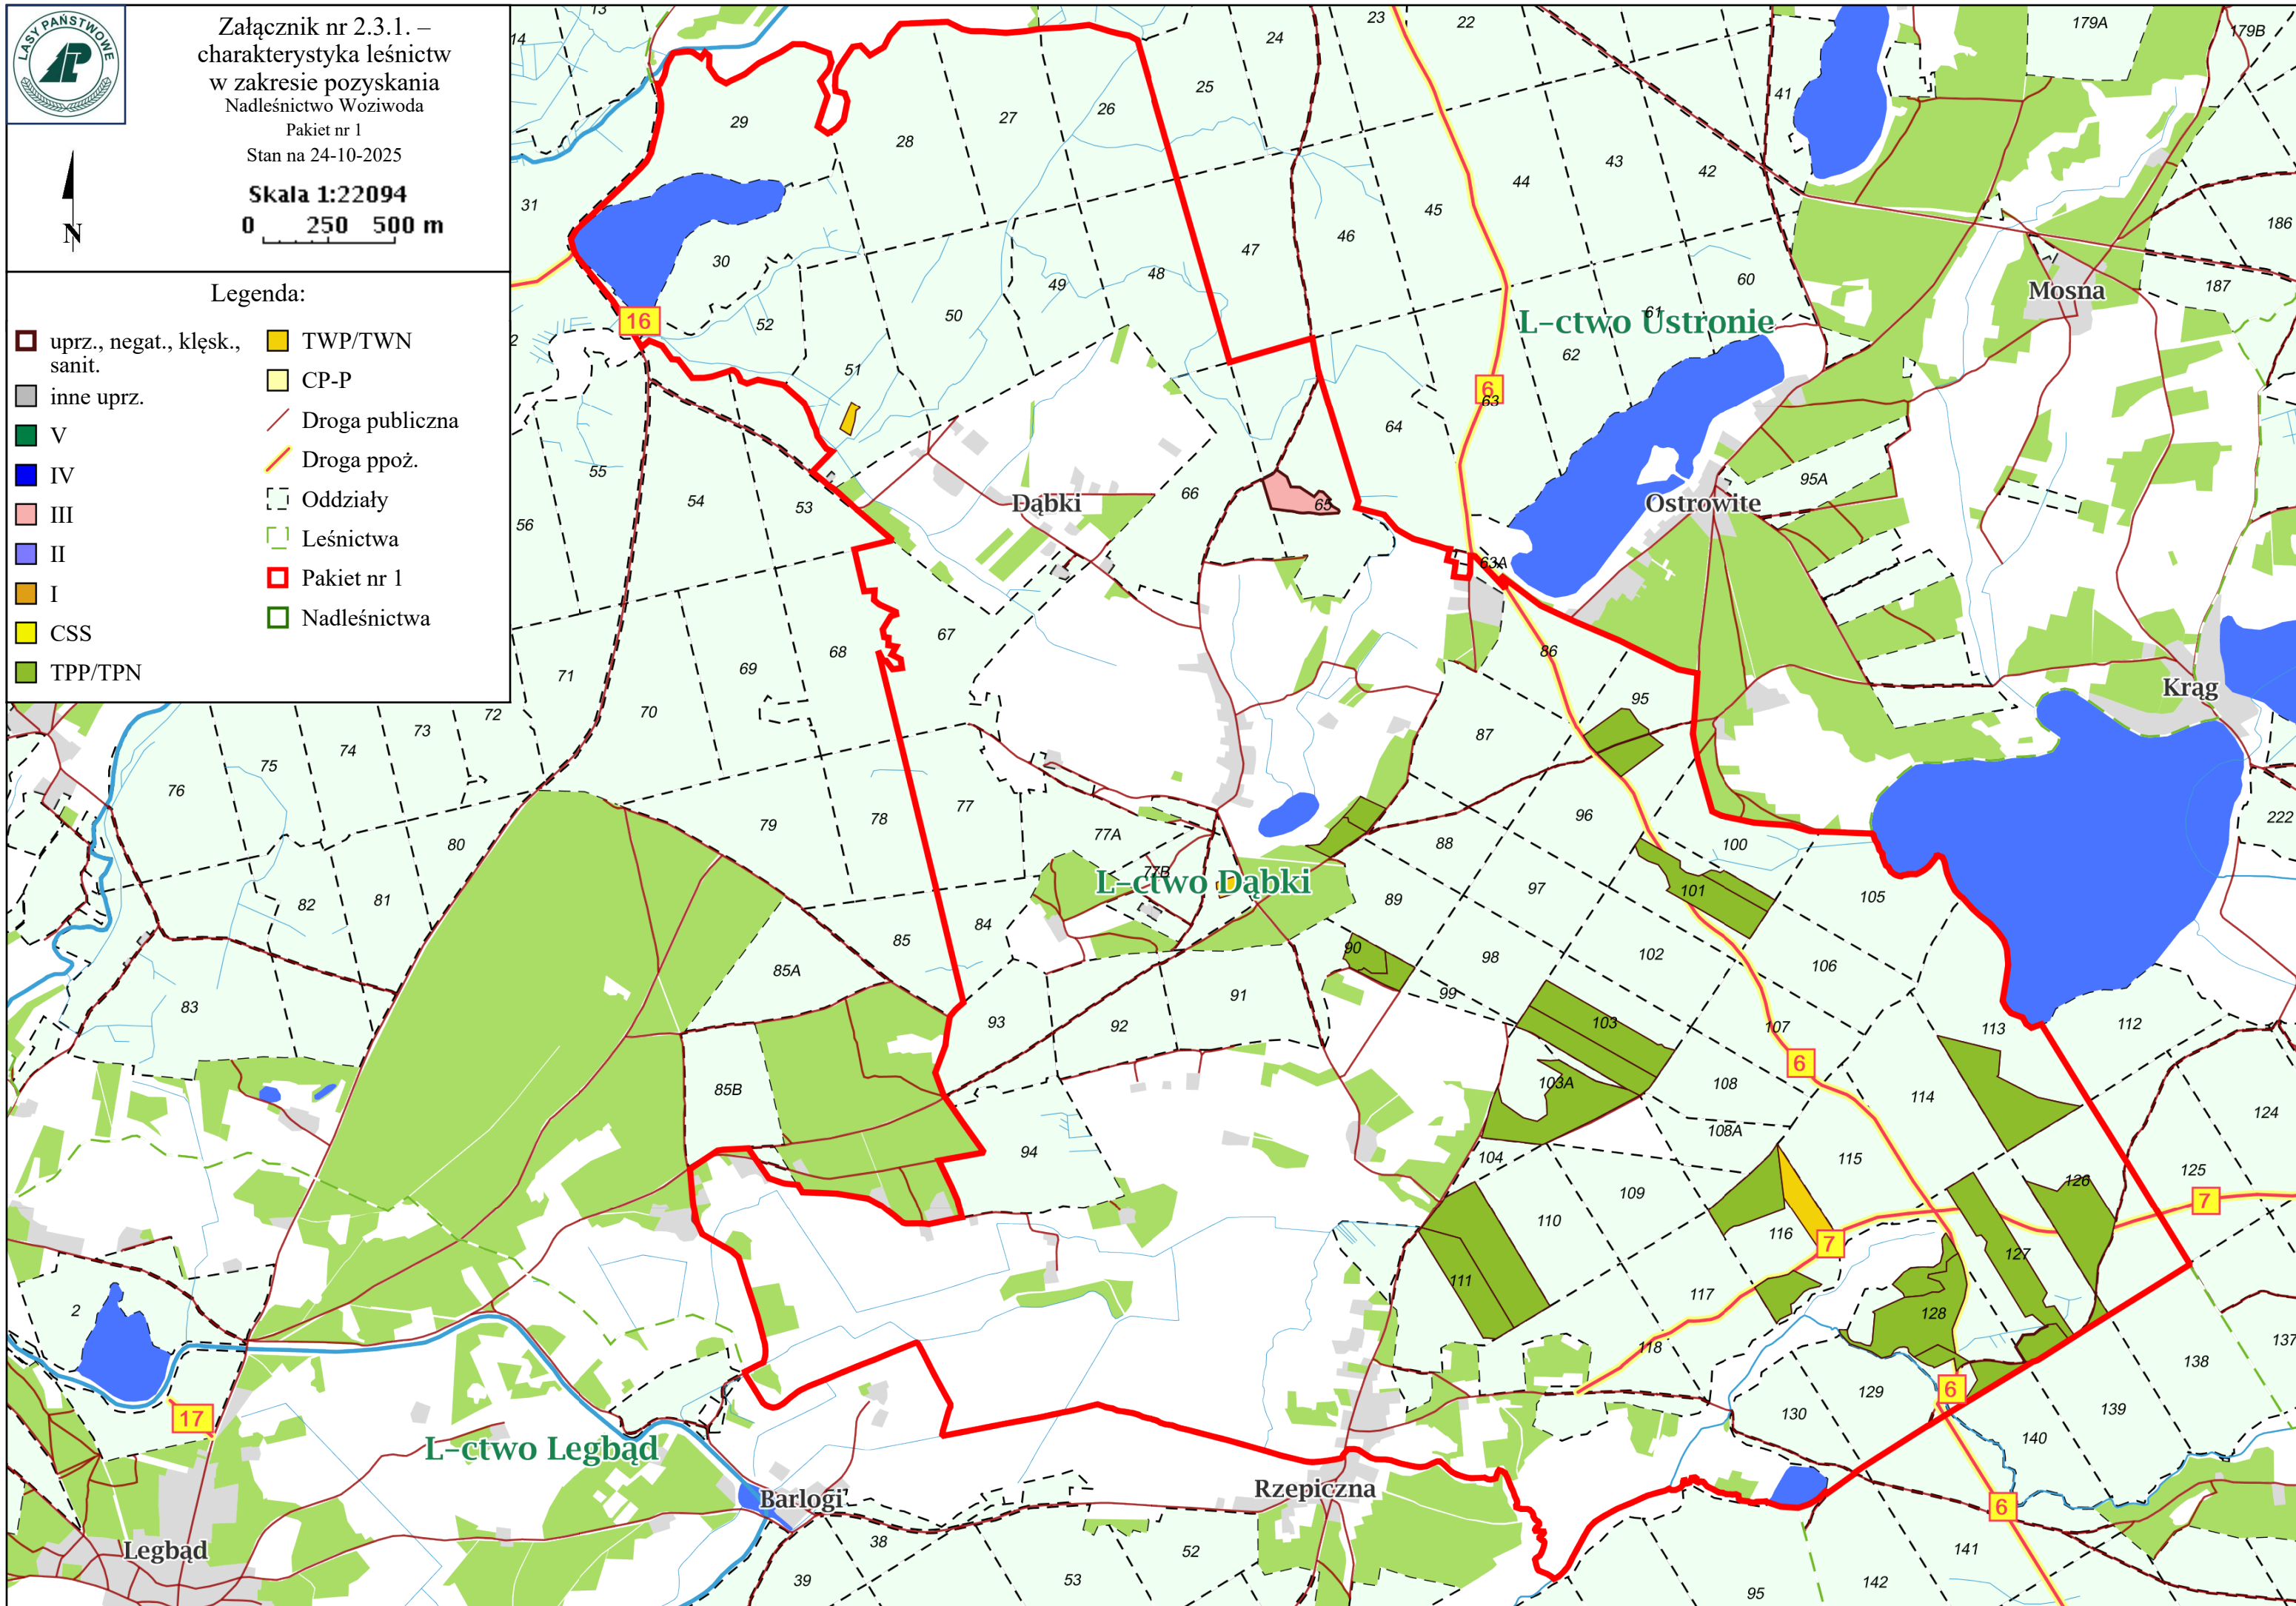 LASY PAŃSTWOWE
Załącznik nr 2.3.1. –
charakterystyka leśnictw
w zakresie pozyskania
Nadleśnictwo Woziwoda
Pakiet nr 1
Stan na 24-10-2025
Skala 1:22094
0 250 500 m
N
Legenda:
uprz., negat., klęsk.,
sanit.
inne uprz.
V
IV
III
II
I
CSS
TPP/TPN
TWP/TWN
CP-P
Droga publiczna
Droga ppoż.
Oddziały
Leśnictwa
Pakiet nr 1
Nadleśnictwa
13
14
23
22
24
179A
179B
25
26
27
28
29
41
42
43
44
45
46
47
31
186
187
30
48
49
50
52
51
60
61
62
L-ctwo Ustronie
Mosna
16
2
6
63
64
55
54
53
56
Dąbki
66
65
Ostrowite
95A
63A
67
68
69
70
71
72
73
74
75
76
86
95
87
Krąg
77
78
79
80
77A
77B
L-ctwo Dąbki
88
96
100
101
105
222
81
82
83
84
85
85A
89
97
90
98
102
106
91
92
93
99
103
107
113
112
6
85B
103A
108
114
124
108A
94
104
109
115
125
126
7
110
116
7
127
111
117
128
2
118
137
138
17
6
129
130
139
140
L-ctwo Legbąd
Barlogi
Rzepiczna
6
Legbąd
38
39
52
53
95
141
142